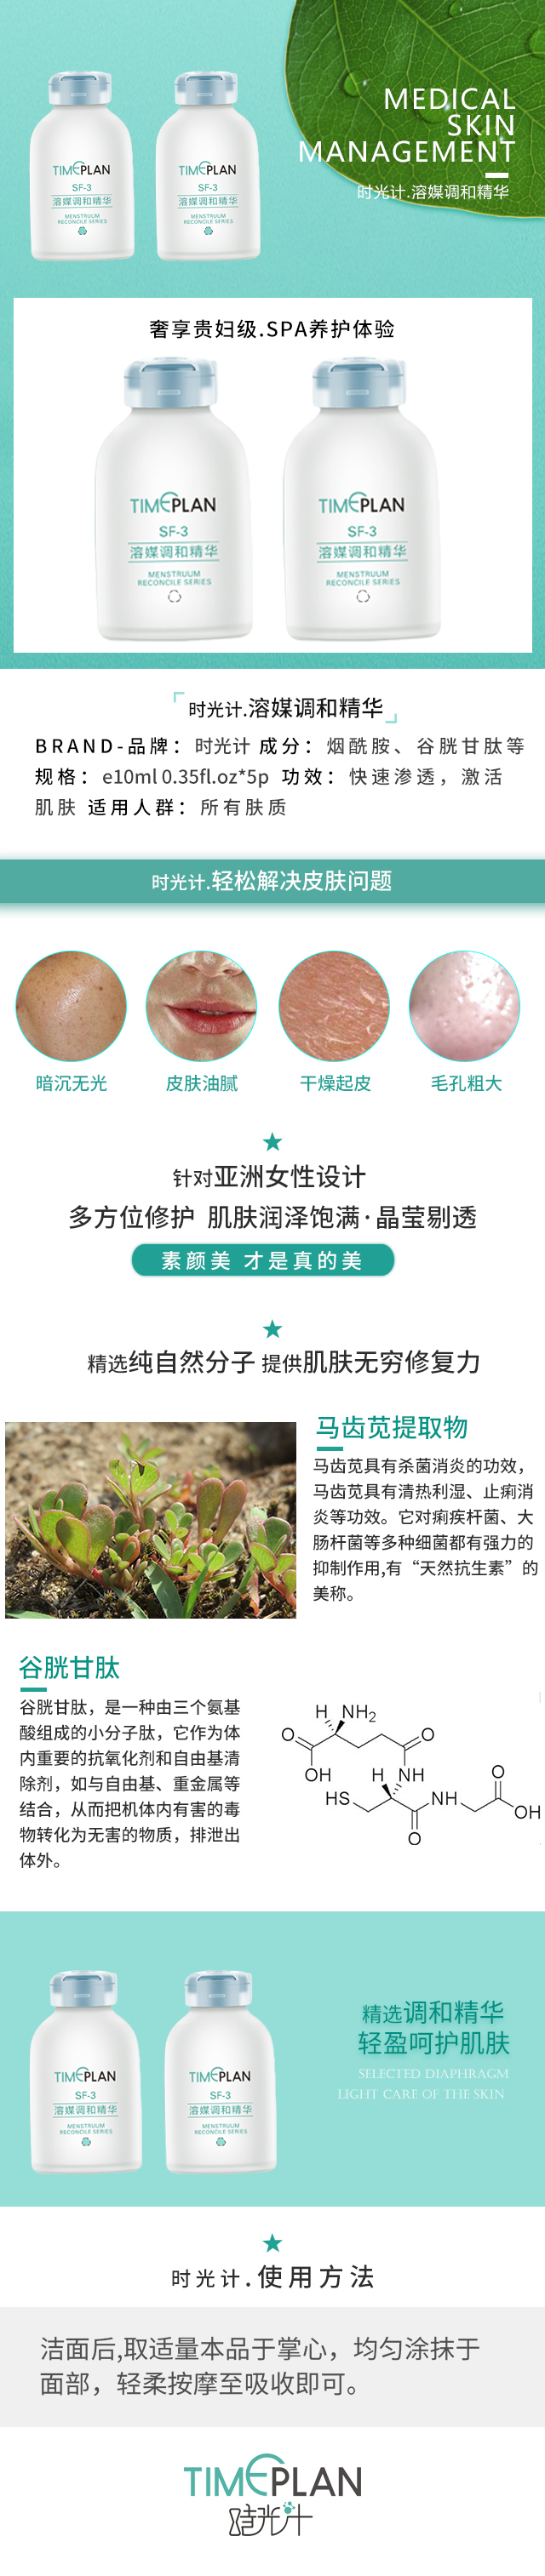 MEDICAL
SKIN
MANAGEMENT
时光计.溶媒调和精华
TIMEPLAN
SF-3
溶媒调和精华
MENSTRUUM
RECONCILE SERIES
TIMEPLAN
SF-3
溶媒调和精华
MENSTRUUM
RECONCILE SERIES
奢享贵妇级.SPA养护体验
TIMEPLAN
SF-3
溶媒调和精华
MENSTRUUM
RECONCILE SERIES
TIMEPLAN
SF-3
溶媒调和精华
MENSTRUUM
RECONCILE SERIES
「时光计.溶媒调和精华」
BRAND-品牌：时光计 成分：烟酰胺、谷胱甘肽等
规格：e10ml 0.35fl.oz*5p 功效：快速渗透，激活
肌肤 适用人群：所有肤质
时光计.轻松解决皮肤问题
暗沉无光
皮肤油腻
干燥起皮
毛孔粗大
针对亚洲女性设计
多方位修护 肌肤润泽饱满·晶莹剔透
素颜美 才是真的美
精选纯自然分子 提供肌肤无穷修复力
马齿苋提取物
马齿苋具有杀菌消炎的功效，
马齿苋具有清热利湿、止痢消
炎等功效。它对痢疾杆菌、大
肠杆菌等多种细菌都有强力的
抑制作用,有“天然抗生素”的
美称。
谷胱甘肽
谷胱甘肽，是一种由三个氨基
酸组成的小分子肽，它作为体
内重要的抗氧化剂和自由基清
除剂，如与自由基、重金属等
结合，从而把机体内有害的毒
物转化为无害的物质，排泄出
体外。
H NH2
O
O
OH
H
NH
O
HS
NH
OH
O
TIMEPLAN
SF-3
溶媒调和精华
MENSTRUUM
RECONCILE SERIES
TIMEPLAN
SF-3
溶媒调和精华
MENSTRUUM
RECONCILE SERIES
精选调和精华
轻盈呵护肌肤
SELECTED DIAPHRAGM
LIGHT CARE OF THE SKIN
时光计.使用方法
洁面后,取适量本品于掌心，均匀涂抹于
面部，轻柔按摩至吸收即可。
TIMEPLAN
時光计